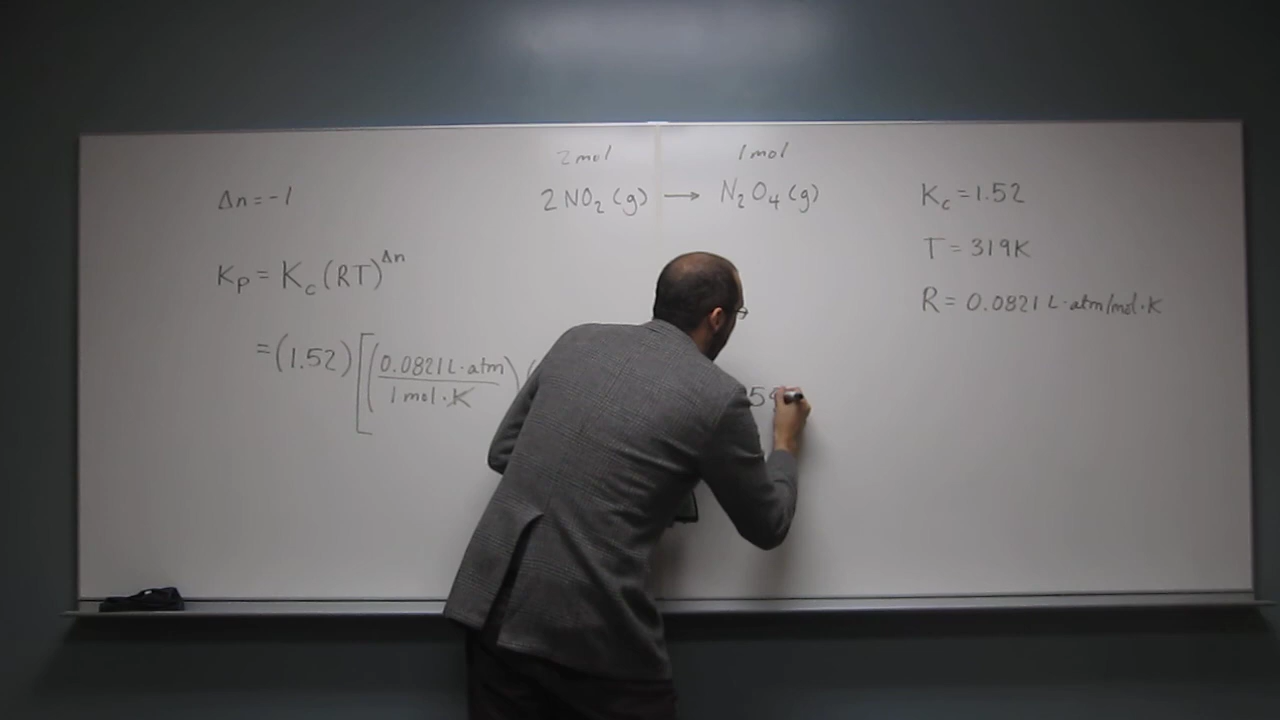 2 mol 1 mol
Δn = -1 2 NO₂ (g) → N₂O₄ (g) K_c = 1.52
T = 319K
K_P = K_c (RT)^Δn
R = 0.0821 L·atm/mol·K
= (1.52) [(0.0821 L·atm)
1 mol·K